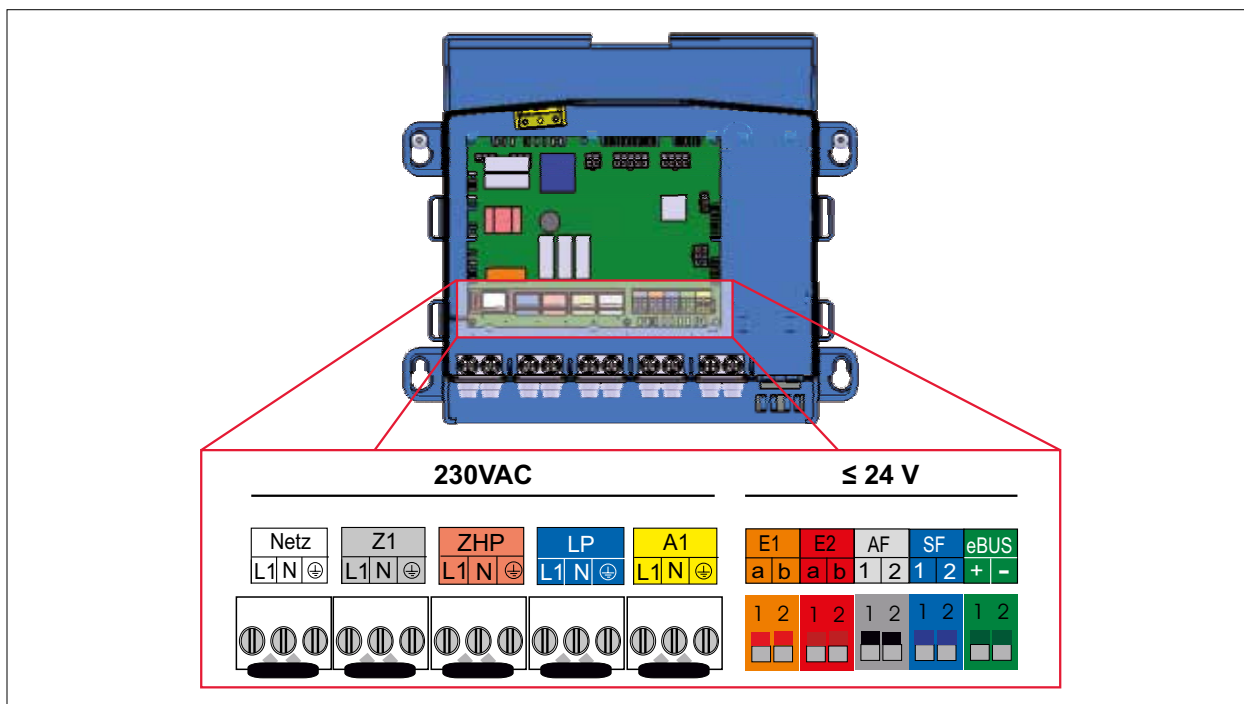 230VAC ≤ 24 V
Netz Z1 ZHP LP A1 E1 E2 AF SF eBUS
L1 N ⏚ L1 N ⏚ L1 N ⏚ L1 N ⏚ L1 N ⏚ a b a b 1 2 1 2 + -
1 2 1 2 1 2 1 2 1 2